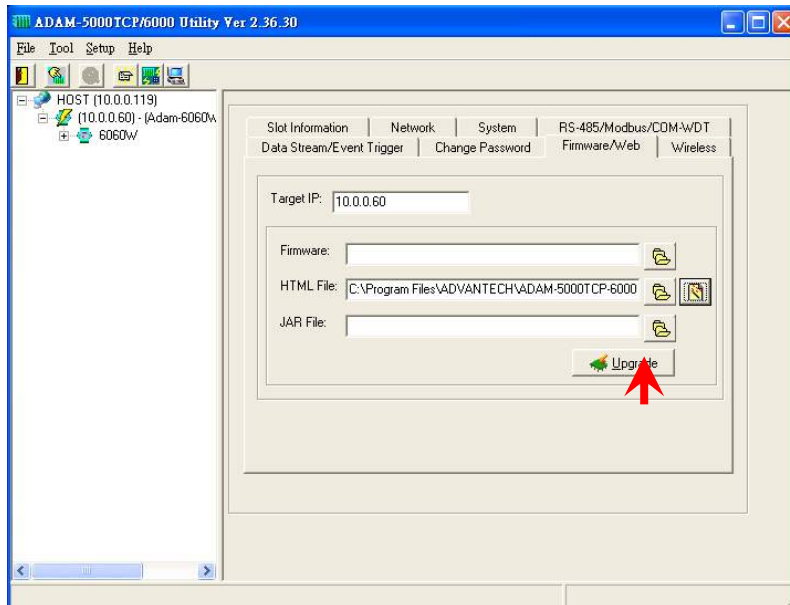 ADAM-5000TCP/6000 Utility Ver 2.36.30
File Tool Setup Help
HOST (10.0.0.119)
(10.0.0.60) - (Adam-6060W
6060W
Slot Information Network System RS-485/Modbus/COM-WDT
Data Stream/Event Trigger Change Password Firmware/Web Wireless
Target IP: 10.0.0.60
Firmware:
HTML File: C:\Program Files\ADVANTECH\ADAM-5000TCP-6000
JAR File:
Upgrade